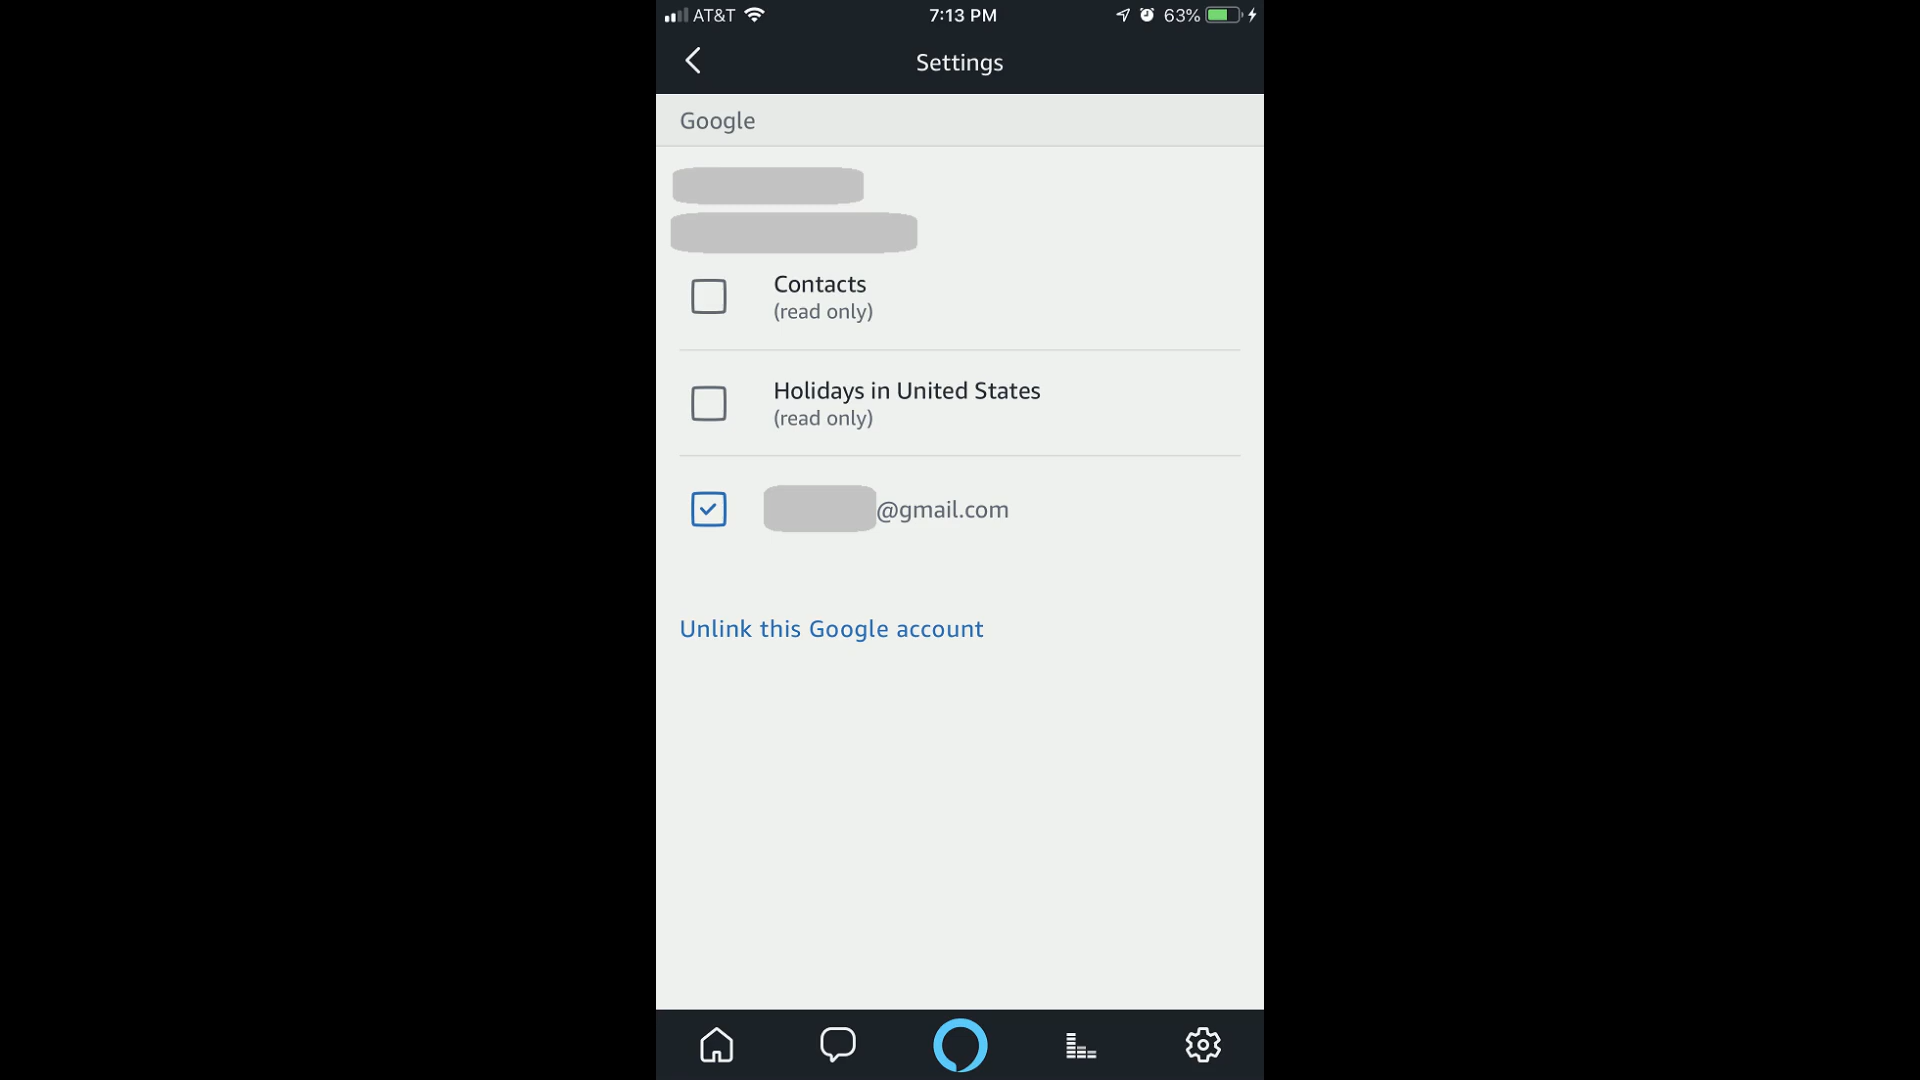 AT&T 7:13 PM 63%
Settings
Google
Contacts
(read only)
Holidays in United States
(read only)
@gmail.com
Unlink this Google account